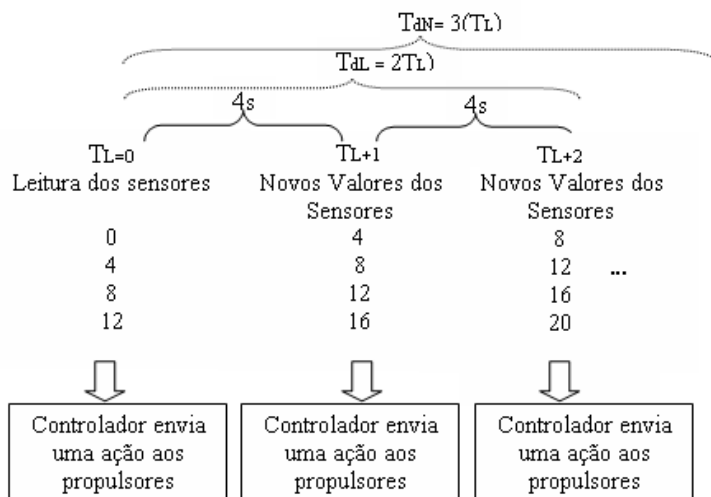 TdN= 3(TL)
TdL = 2TL)
4s 4s
TL=0 TL+1 TL+2
Leitura dos sensores Novos Valores dos Novos Valores dos
Sensores Sensores
0 4 8
4 8 12 ...
8 12 16
12 16 20
Controlador envia Controlador envia Controlador envia
uma ação aos uma ação aos uma ação aos
propulsores propulsores propulsores